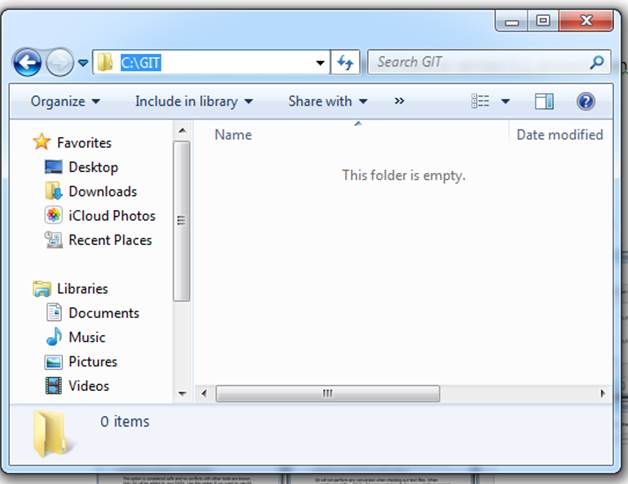 C:\GIT
Search GIT
Organize
Include in library
Share with
»
Favorites
Desktop
Downloads
iCloud Photos
Recent Places
Libraries
Documents
Music
Pictures
Videos
Name
Date modified
This folder is empty.
0 items